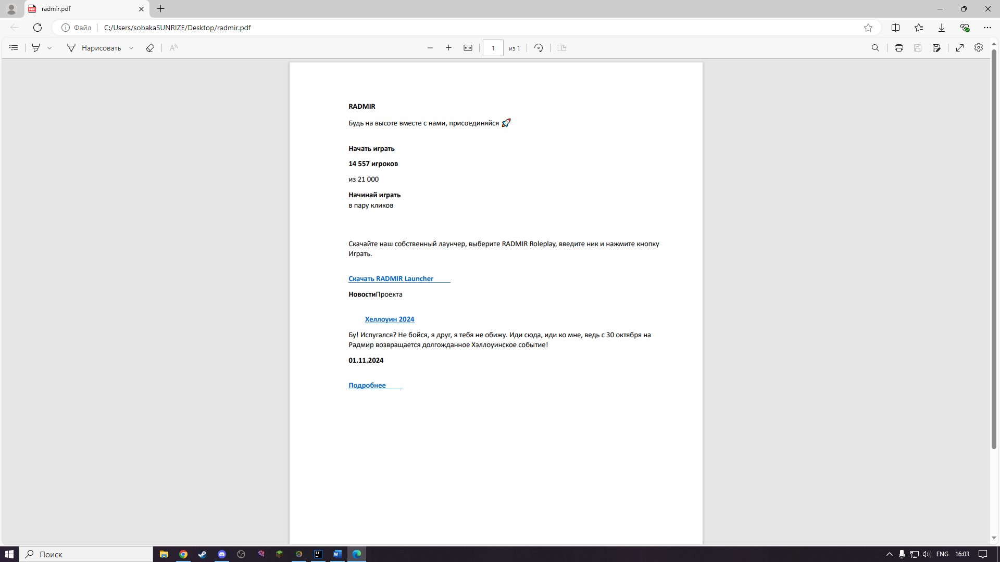 radmir.pdf
Файл
C:/Users/sobakaSUNRIZE/Desktop/radmir.pdf
Нарисовать
1 из 1
RADMIR
Будь на высоте вместе с нами, присоединяйся 🚀
Начать играть
14 557 игроков
из 21 000
Начинай играть
в пару кликов
Скачайте наш собственный лаунчер, выберите RADMIR Roleplay, введите ник и нажмите кнопку
Играть.
Скачать RADMIR Launcher
НовостиПроекта
Хеллоуин 2024
Бу! Испугался? Не бойся, я друг, я тебя не обижу. Иди сюда, иди ко мне, ведь с 30 октября на
Радмир возвращается долгожданное Хэллоуинское событие!
01.11.2024
Подробнее
Поиск
ENG
16:03